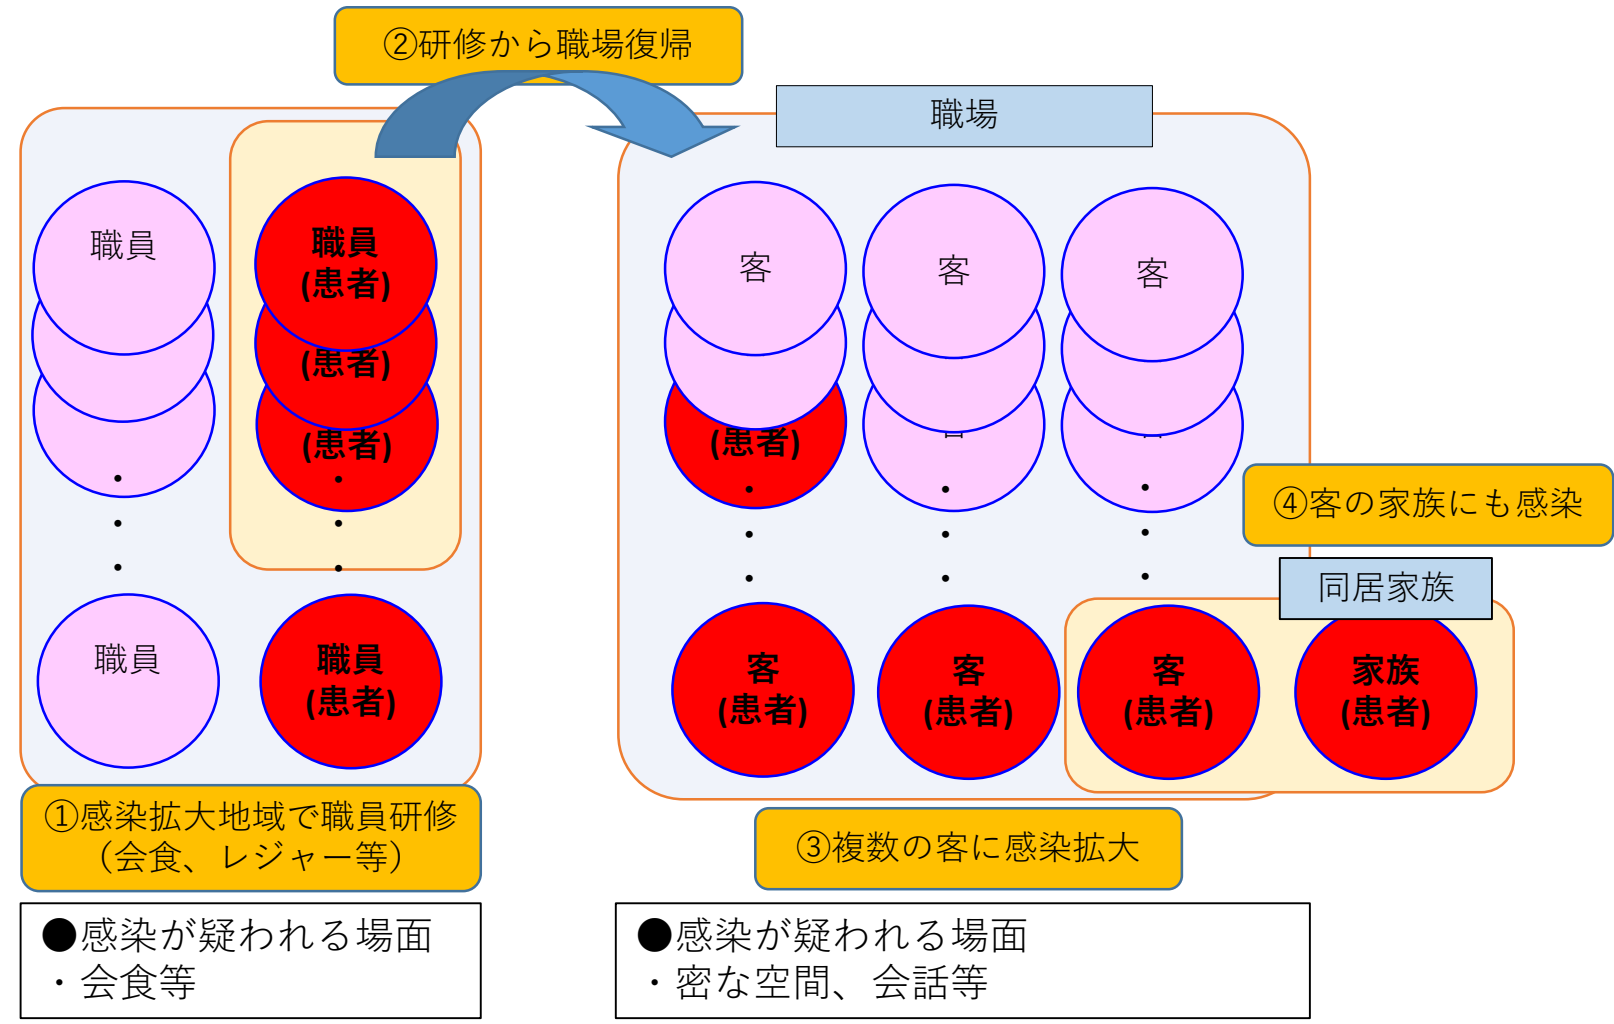 ②研修から職場復帰
職場
職員
職員
(患者)
(患者)
(患者)
・
・
・
・
・
・
職員
職員
(患者)
①感染拡大地域で職員研修
（会食、レジャー等）
●感染が疑われる場面
・会食等
客
客
客
(患者)
・
・
・
・
・
・
・
・
・
④客の家族にも感染
同居家族
客
(患者)
客
(患者)
客
(患者)
家族
(患者)
③複数の客に感染拡大
●感染が疑われる場面
・密な空間、会話等